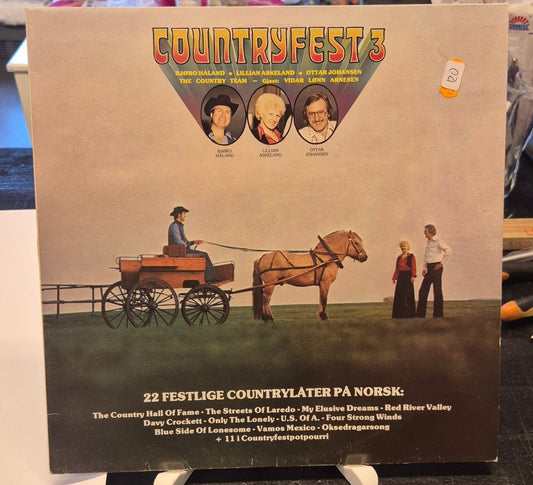 COUNTRYFEST 3
BJØRO HÅLAND ★ LILLIAN ASKELAND ★ OTTAR JOHANSEN
THE COUNTRY TEAM – Gjest: VIDAR LØNN ARNESEN
120
BJØRO
HÅLAND
LILLIAN
ASKELAND
OTTAR
JOHANSEN
22 FESTLIGE COUNTRYLÅTER PÅ NORSK:
The Country Hall Of Fame - The Streets Of Laredo - My Elusive Dreams - Red River Valley
Davy Crockett - Only The Lonely - U.S. Of A. - Four Strong Winds
Blue Side Of Lonesome - Vamos Mexico - Oksedragarsong
+ 11 i Countryfestpotpourri